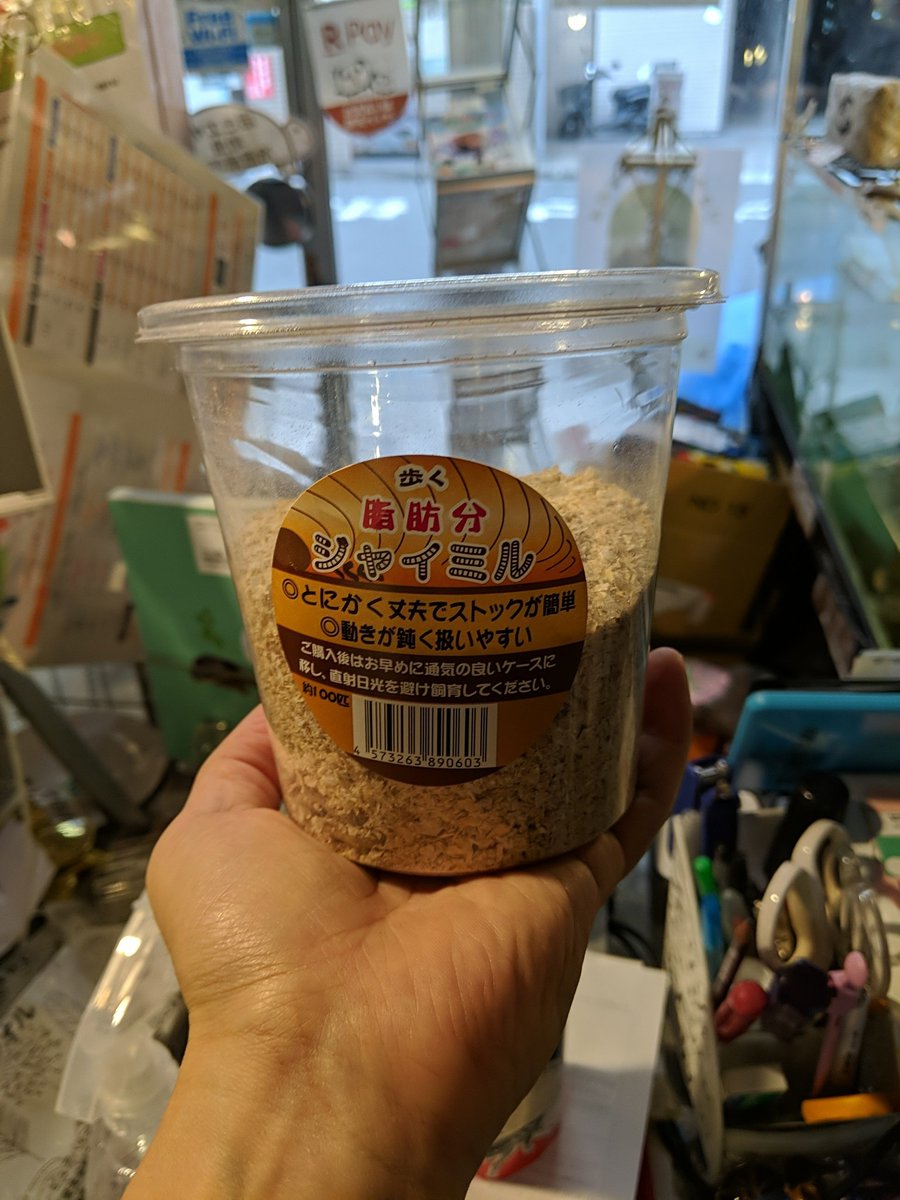 R Pay
歩く
脂肪分
ジャイミル
◎とにかく丈夫でストックが簡単
◎動きが鈍く扱いやすい
ご購入後はお早めに通気の良いケースに
移し、直射日光を避け飼育してください。
約100匹
4 573263 890603